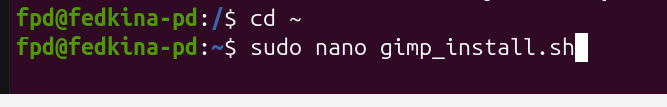 fpd@fedkina-pd:/$ cd ~
fpd@fedkina-pd:~$ sudo nano gimp_install.sh